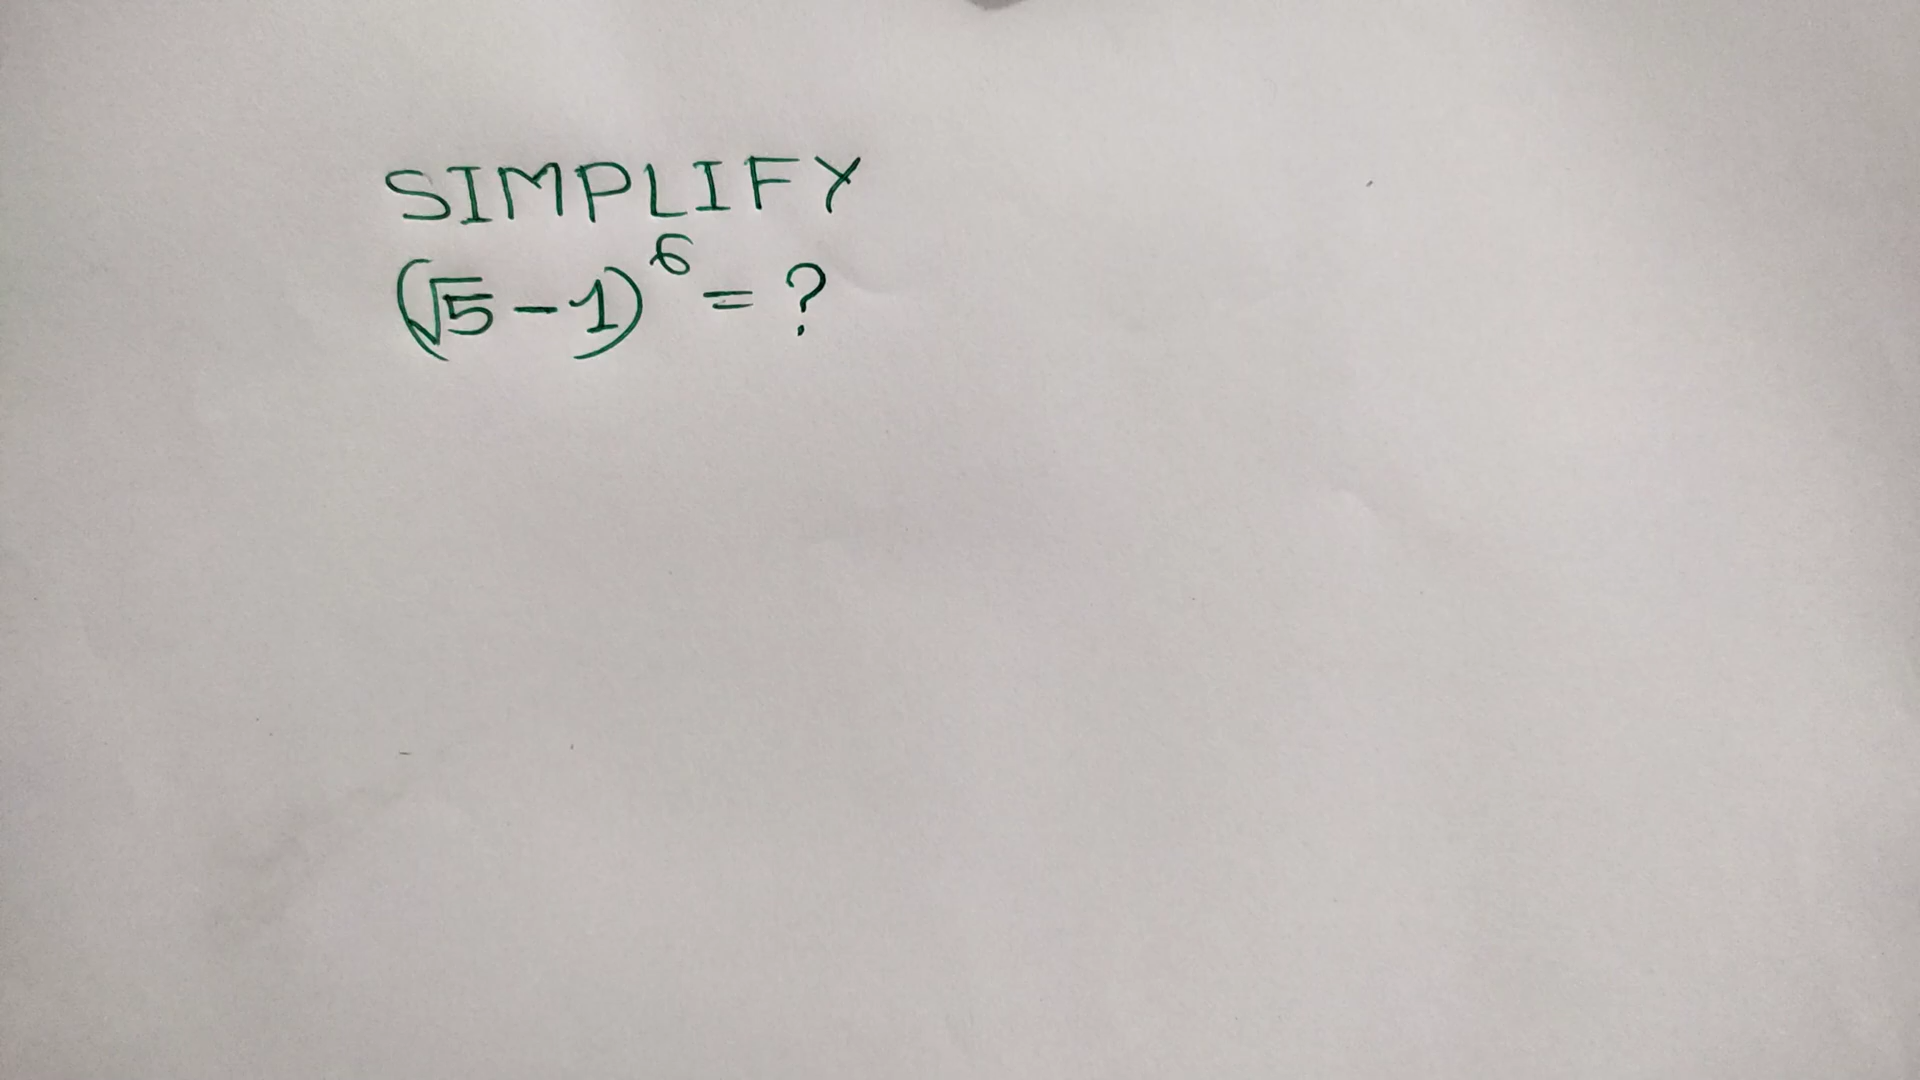 SIMPLIFY
(√5-1)⁶ = ?